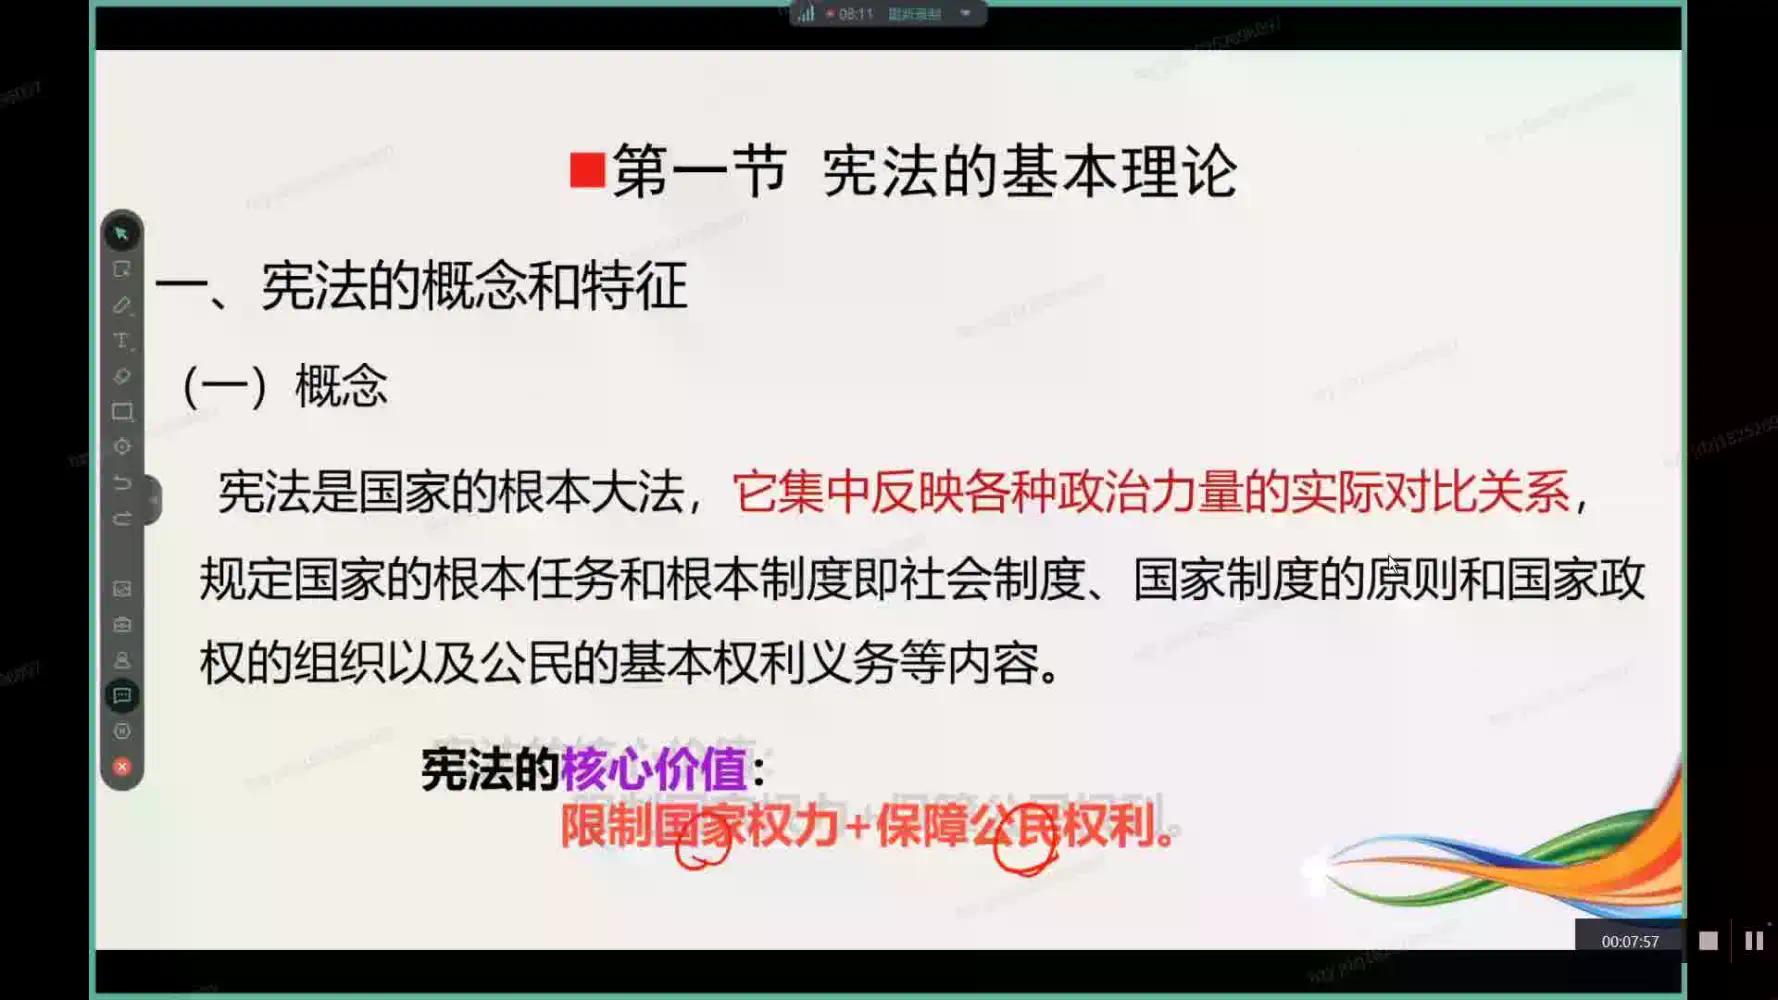 08:11 重新录制
第一节 宪法的基本理论
一、宪法的概念和特征
（一）概念
宪法是国家的根本大法，它集中反映各种政治力量的实际对比关系，
规定国家的根本任务和根本制度即社会制度、国家制度的原则和国家政
权的组织以及公民的基本权利义务等内容。
宪法的核心价值：
限制国家权力+保障公民权利。
00:07:57